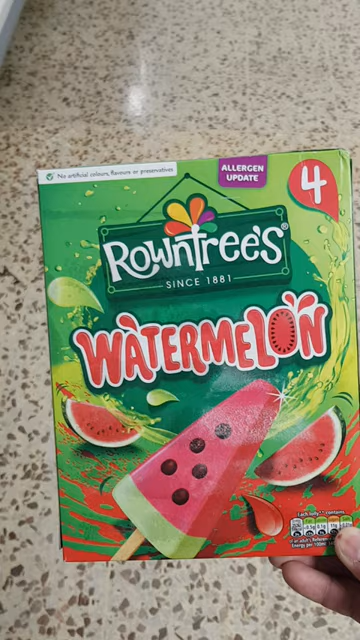 No artificial colours, flavours or preservatives
ALLERGEN
UPDATE
4
ROWNTREE'S®
SINCE 1881
WATERMELON
Each lolly** contains